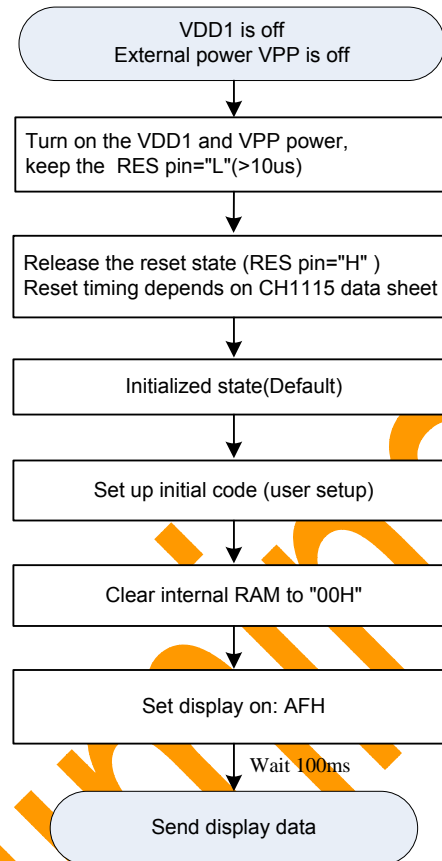 VDD1 is off
External power VPP is off
Turn on the VDD1 and VPP power,
keep the RES pin="L"(>10us)
Release the reset state (RES pin="H" )
Reset timing depends on CH1115 data sheet
Initialized state(Default)
Set up initial code (user setup)
Clear internal RAM to "00H"
Set display on: AFH
Wait 100ms
Send display data